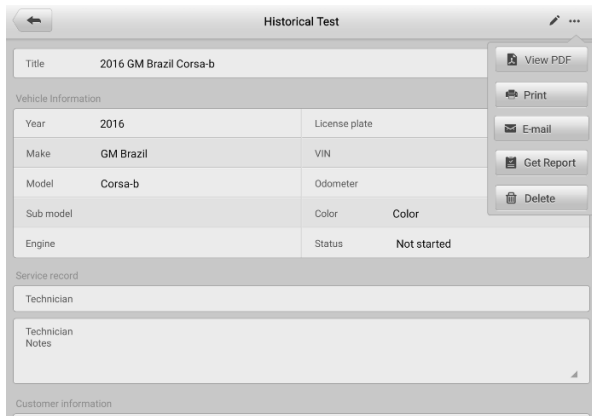 Historical Test
Title 2016 GM Brazil Corsa-b
View PDF
Print
E-mail
Get Report
Delete
Vehicle Information
Year 2016 License plate
Make GM Brazil VIN
Model Corsa-b Odometer
Sub model Color Color
Engine Status Not started
Service record
Technician
Technician
Notes
Customer information